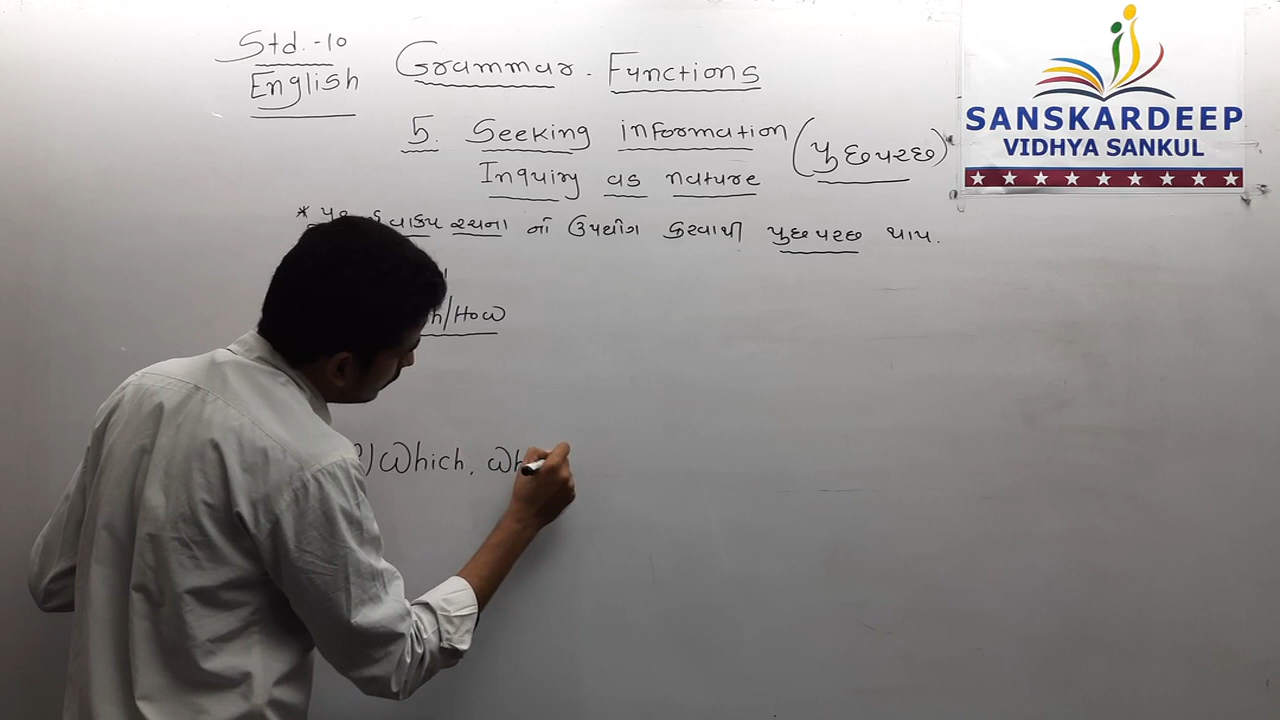 Std.-10
English
Grammar. Functions
5. Seeking information
Inquiry as nature
(પુછપરછ)
SANSKARDEEP
VIDHYA SANKUL
* વાક્ય રચના નો ઉપયોગ કરવાથી પુછપરછ થાય.
/How
Which,